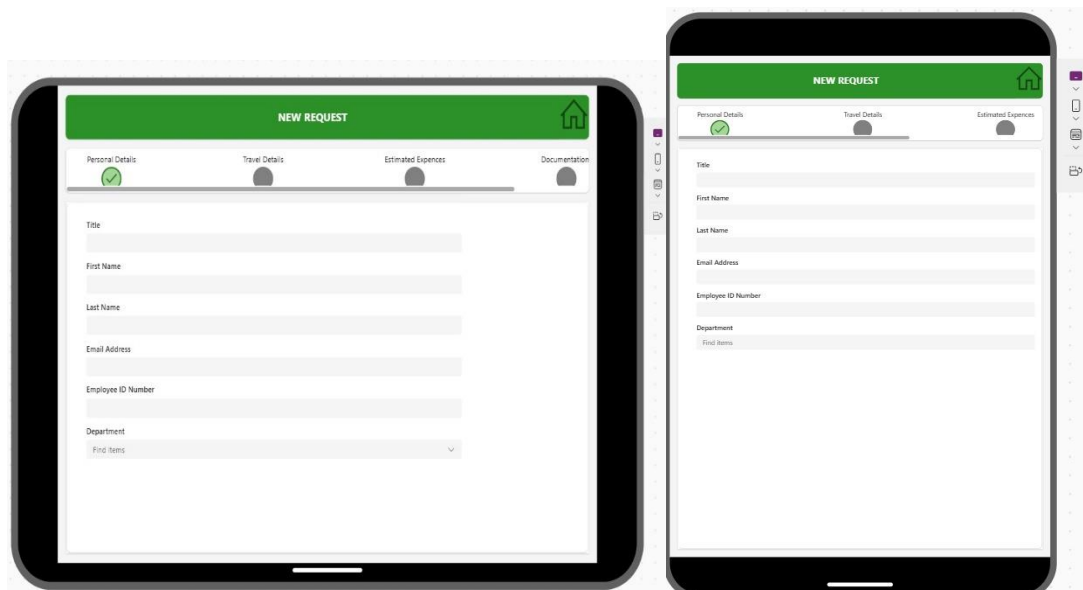 NEW REQUEST
Personal Details Travel Details Estimated Expences Documentation
Title
First Name
Last Name
Email Address
Employee ID Number
Department
Find items
NEW REQUEST
Personal Details Travel Details Estimated Expences
Title
First Name
Last Name
Email Address
Employee ID Number
Department
Find items